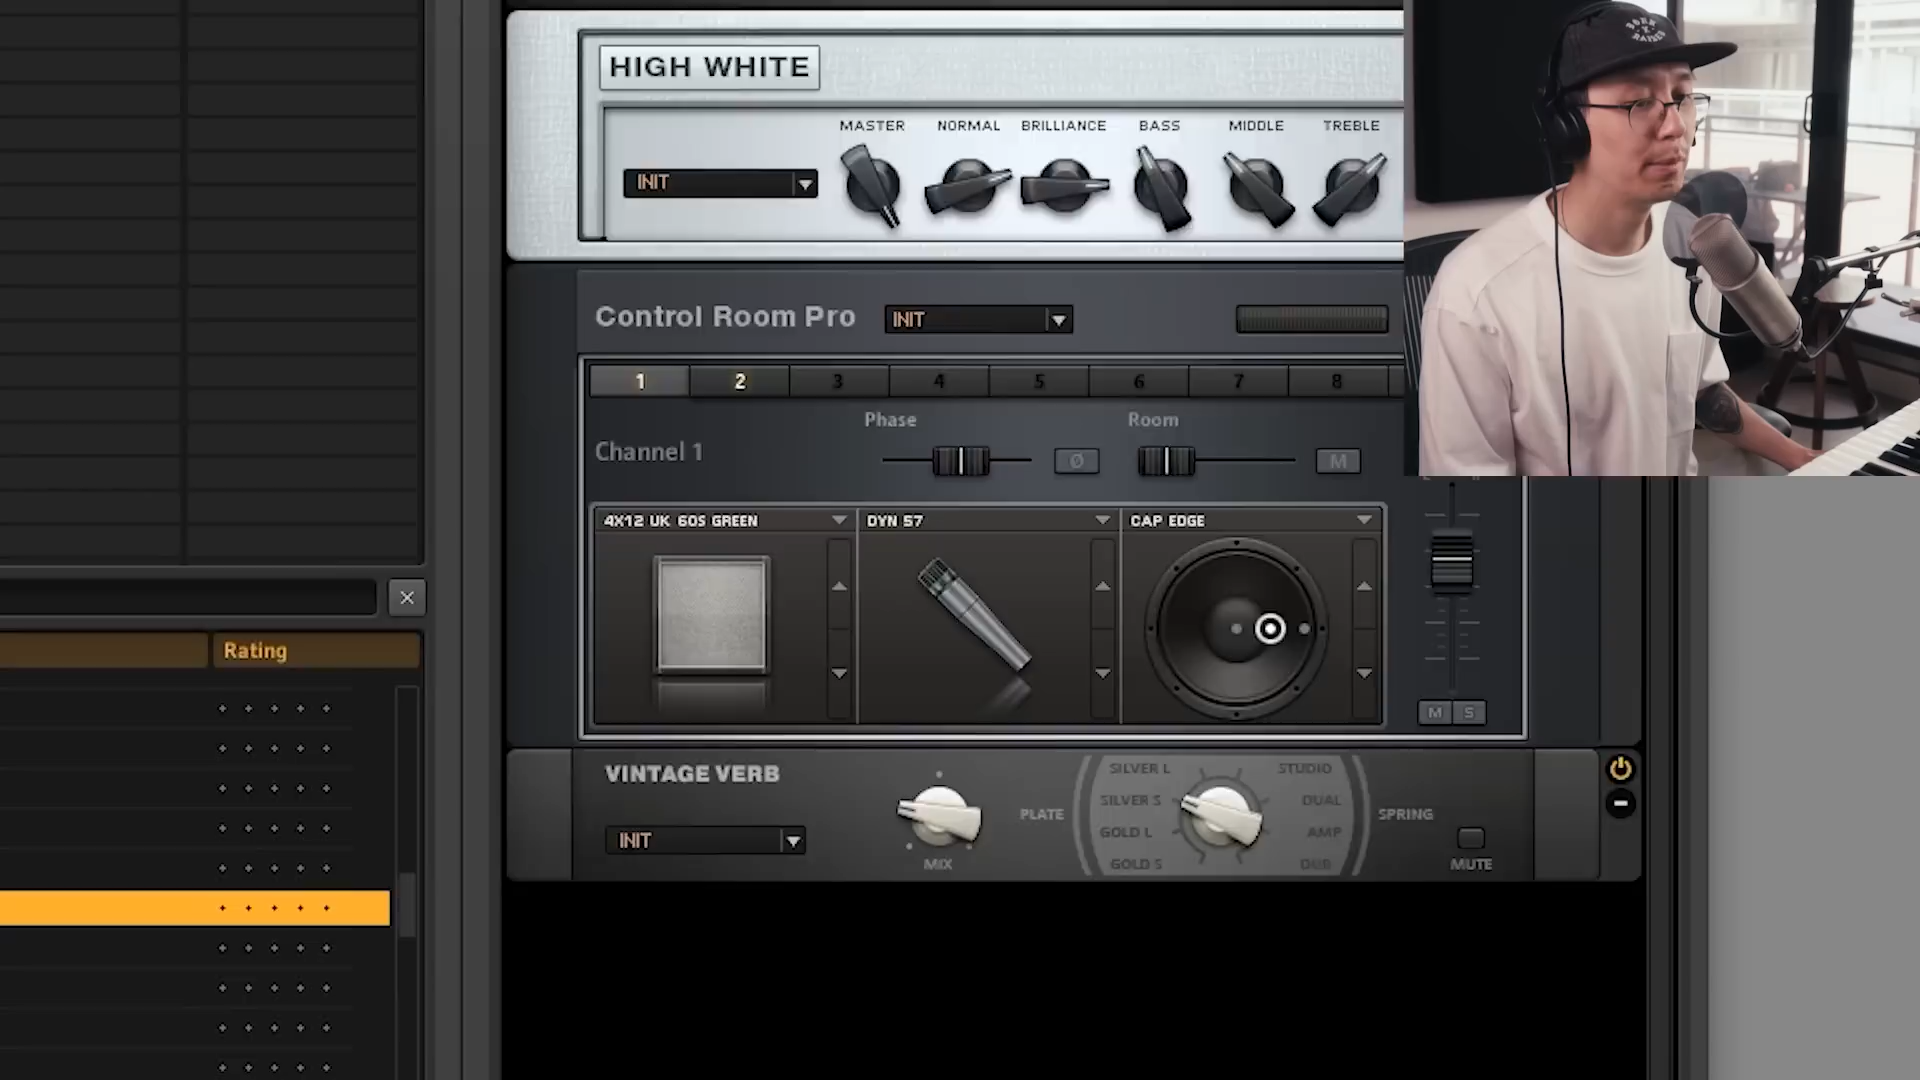 HIGH WHITE
MASTER NORMAL BRILLIANCE BASS MIDDLE TREBLE
INIT
BORN
RAISED
Control Room Pro INIT
1 2 3 4 5 6 7 8
Phase Room
Channel 1 Ø M
4X12 UK 60S GREEN DYN 57 CAP EDGE
M S
Rating
VINTAGE VERB
INIT
MIX
PLATE
SILVER L STUDIO
SILVER S DUAL
GOLD L AMP
GOLD S DUB
SPRING
MUTE